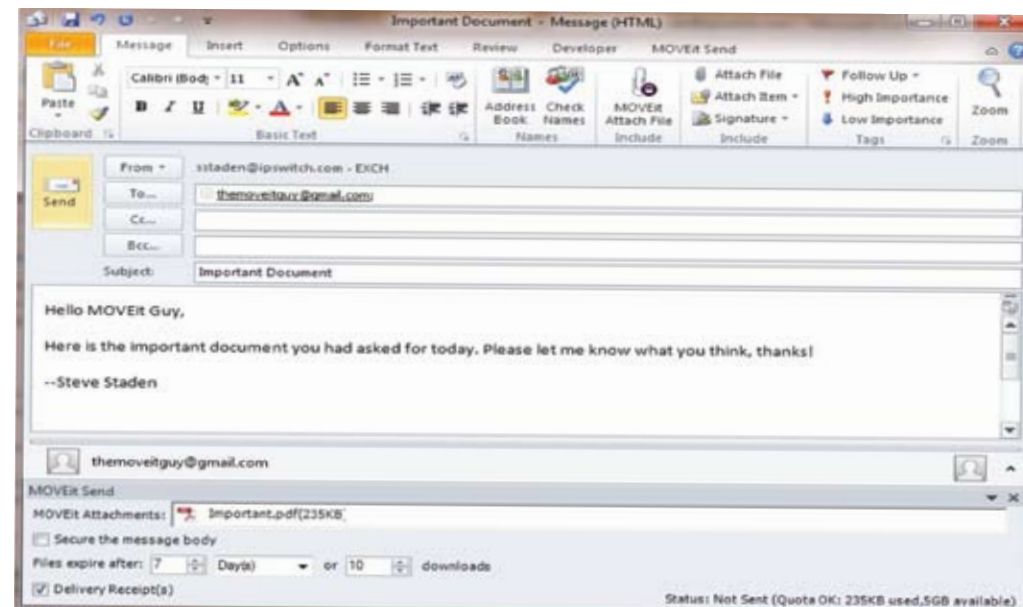 Important Document - Message (HTML)
File Message Insert Options Format Text Review Developer MOVEit Send
Paste
Clipboard
Calibri (Body 11
B I U
Basic Text
Address Book
Check Names
Names
MOVEit Attach File
Include
Attach File
Attach Item
Signature
Include
Follow Up
High Importance
Low Importance
Tags
Zoom
Zoom
Send
From sstaden@ipswitch.com - EXCH
To... themoveitguy@gmail.com;
Cc...
Bcc...
Subject: Important Document
Hello MOVEit Guy,
Here is the important document you had asked for today. Please let me know what you think, thanks!
--Steve Staden
themoveitguy@gmail.com
MOVEit Send
MOVEit Attachments: Important.pdf(235KB)
Secure the message body
Files expire after: 7 Day(s) or 10 downloads
Delivery Receipt(s)
Status: Not Sent (Quota OK: 235KB used,5GB available)